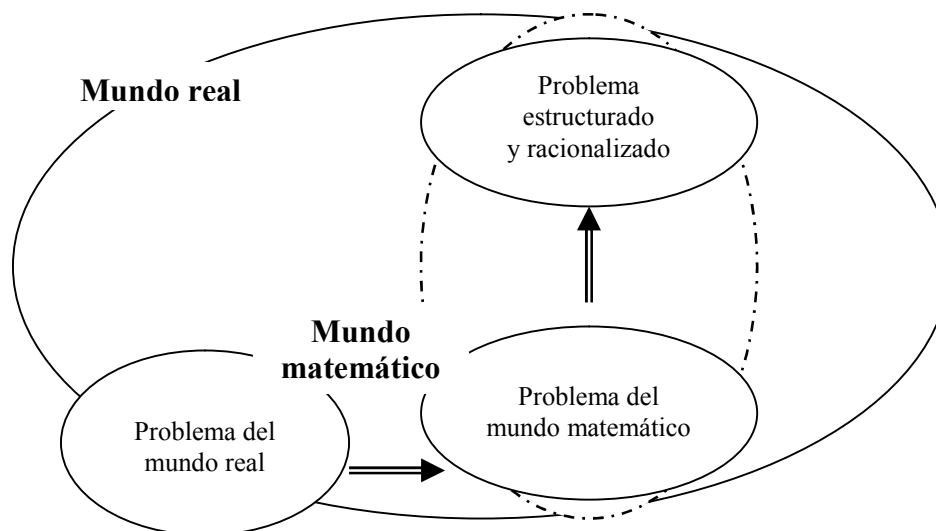 Mundo real
Problema
estructurado
y racionalizado
Mundo
matemático
Problema del
mundo real
Problema del
mundo matemático